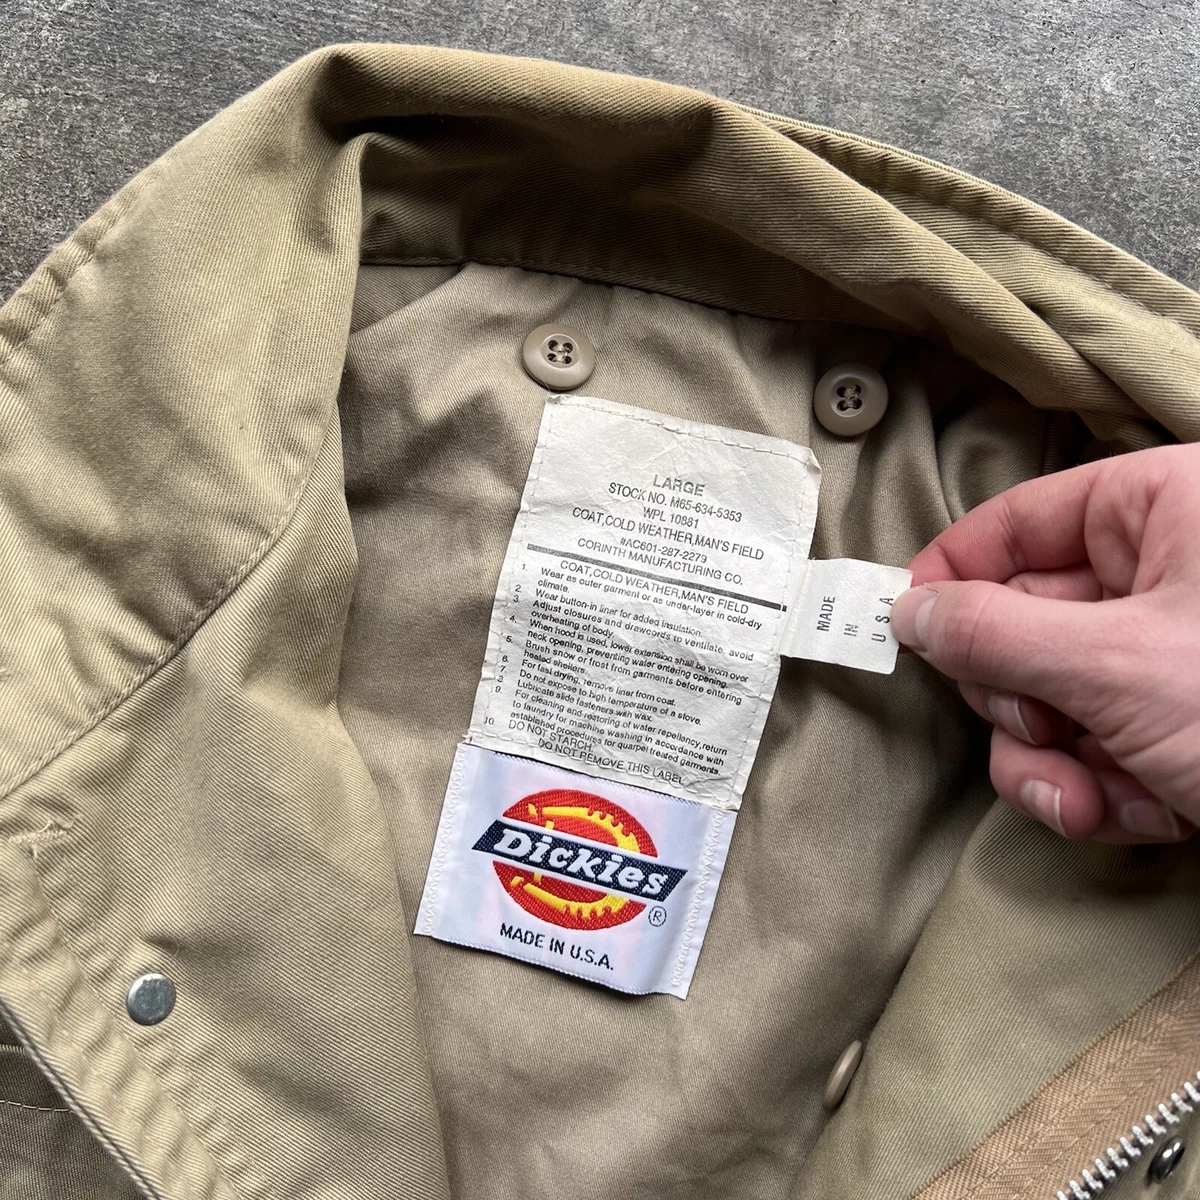 LARGE
STOCK NO. M65-634-5353
WPL 10881
COAT,COLD WEATHER,MAN'S FIELD
#AC601-287-2279
CORINTH MANUFACTURING CO.
COAT,COLD WEATHER,MAN'S FIELD
1. Wear as outer garment or as under-layer in cold-dry
climate.
2. Wear button-in liner for added insulation.
3. Adjust closures and drawcords to ventilate, avoid
overheating of body.
4. When hood is used, lower extension shall be worn over
neck opening, preventing water entering opening.
5. Brush snow or frost from garments before entering
heated shelters.
6. For fast drying, remove liner from coat.
7. Do not expose to high temperature of a stove.
8. Lubricate slide fasteners with wax.
9. For cleaning and restoring of water repellency,return
to laundry for machine washing in accordance with
established procedures for quarpel treated garments.
10. DO NOT STARCH.
DO NOT REMOVE THIS LABEL
MADE
IN
USA
Dickies
®
MADE IN U.S.A.